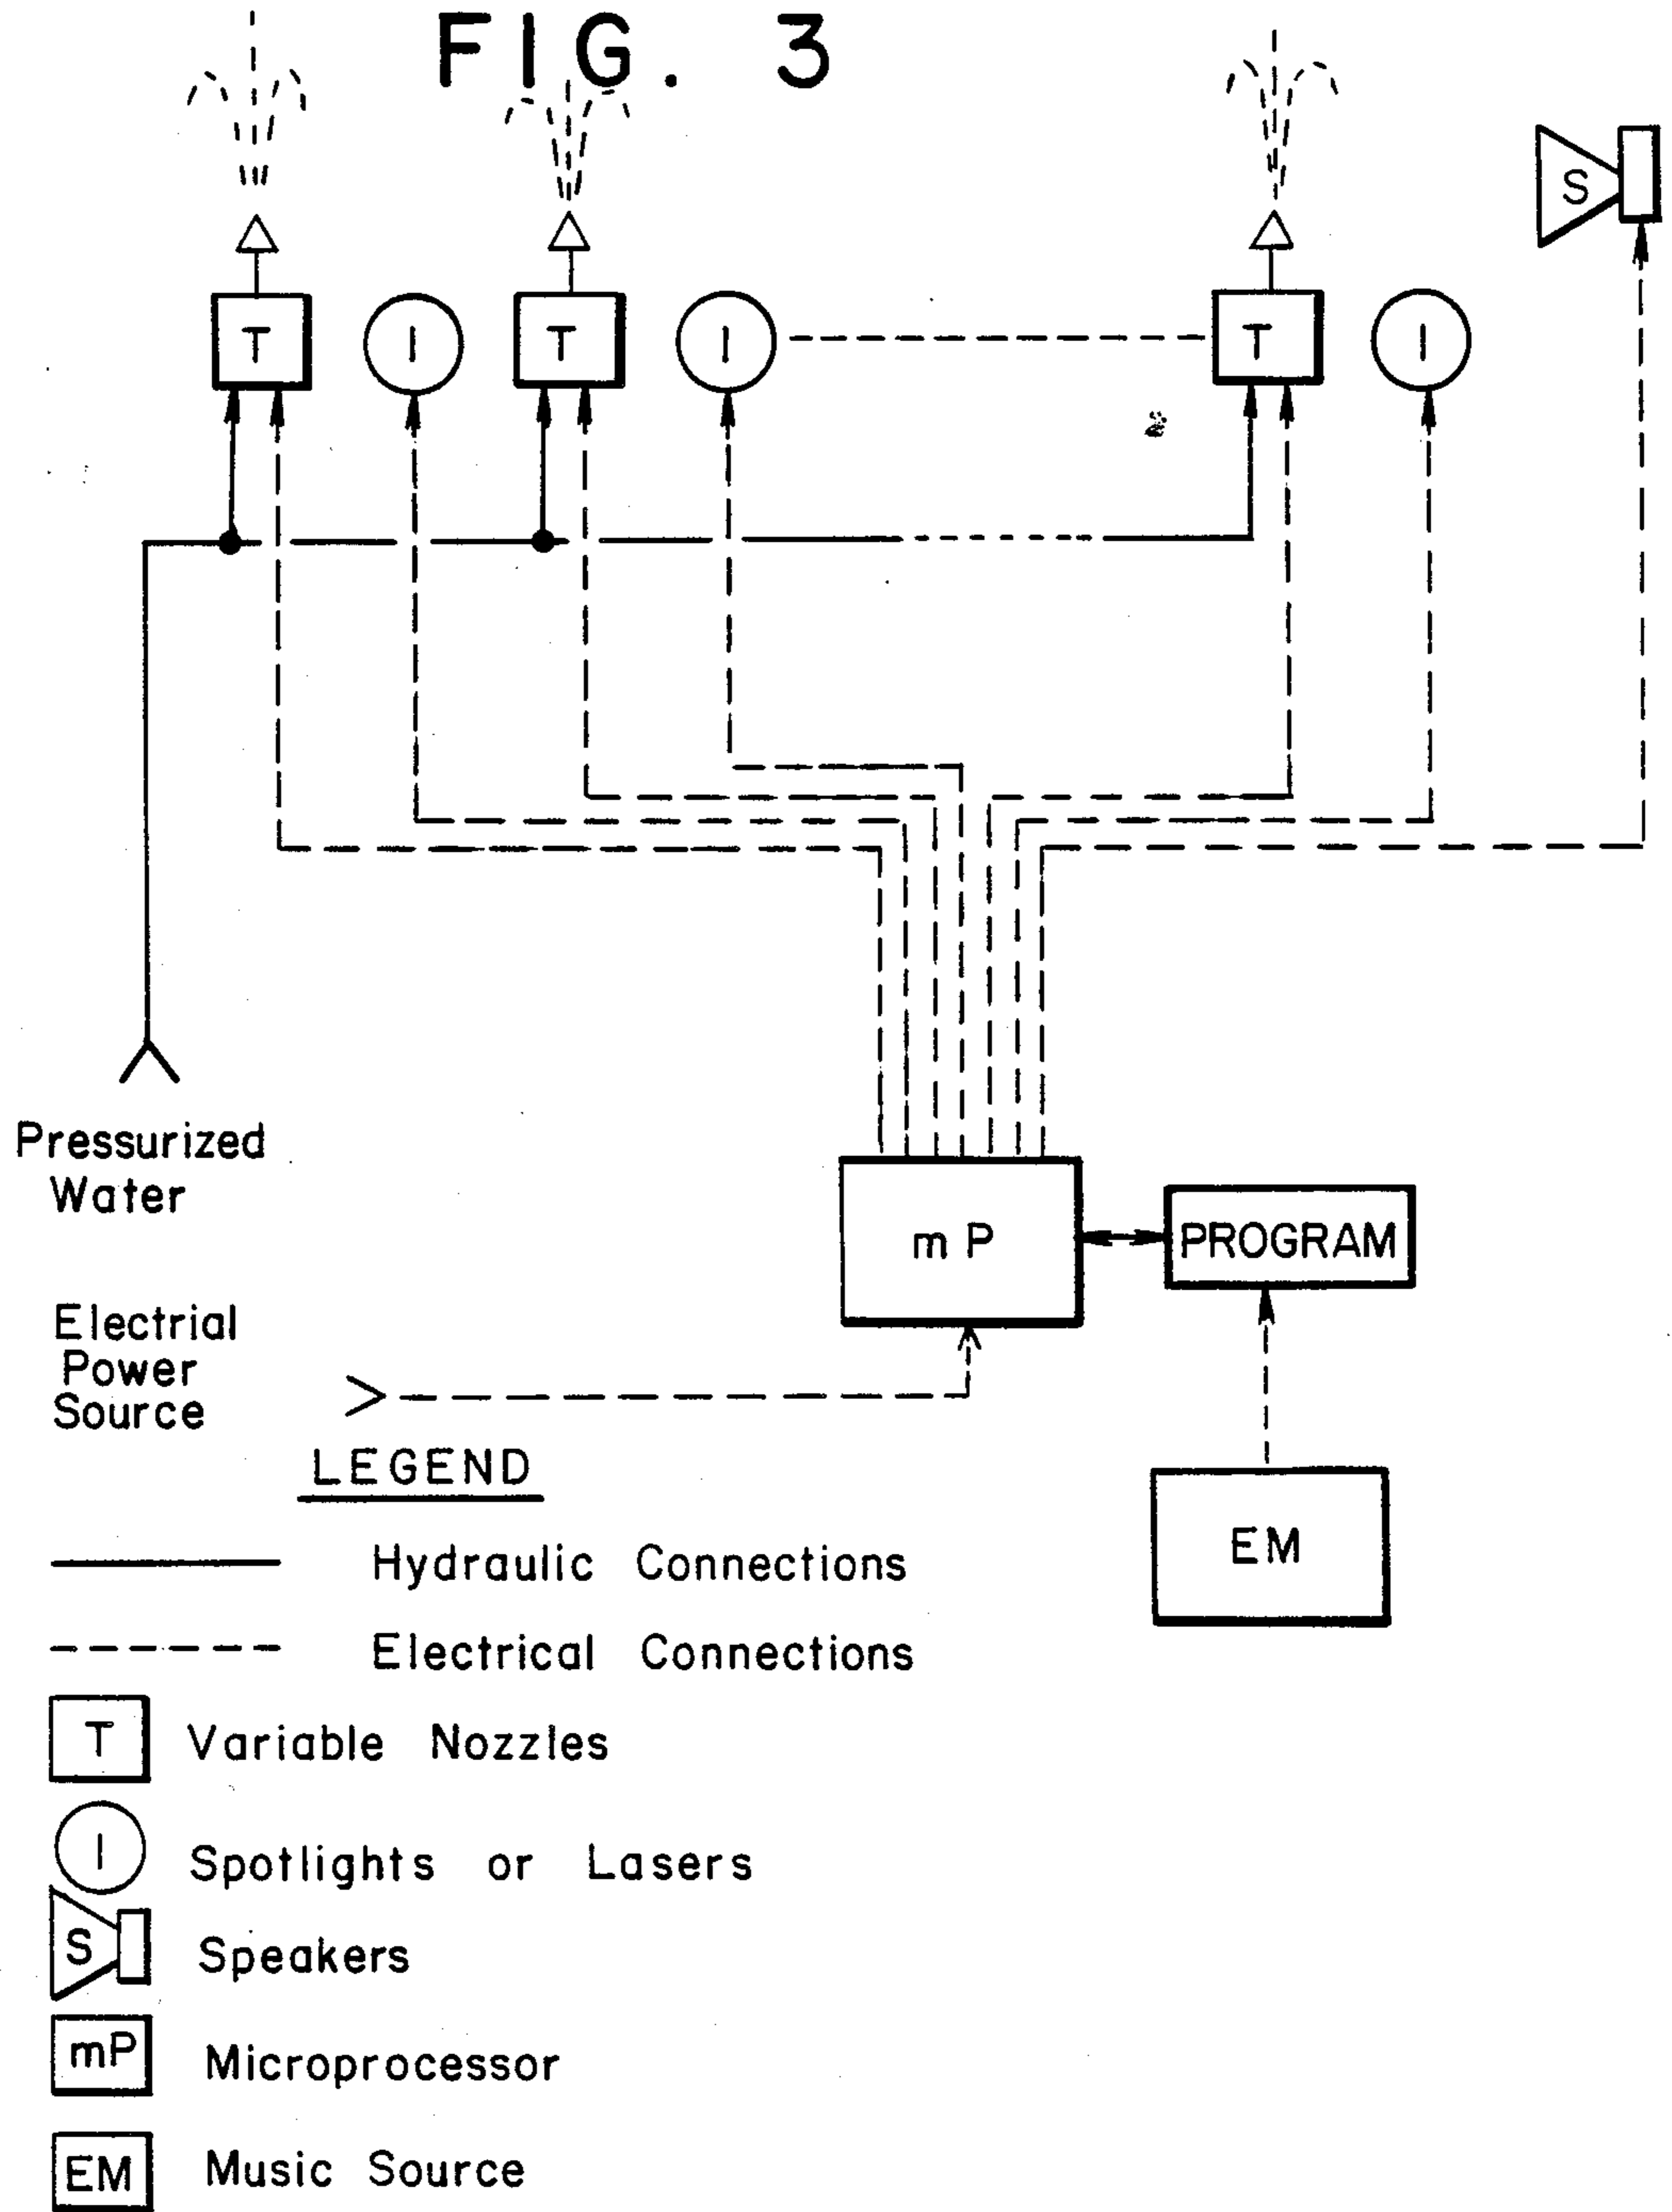 FIG. 3
S
T I T I T I
Pressurized
Water
mP PROGRAM
Electrial
Power
Source
LEGEND
EM
Hydraulic Connections
Electrical Connections
T Variable Nozzles
I Spotlights or Lasers
S Speakers
mP Microprocessor
EM Music Source